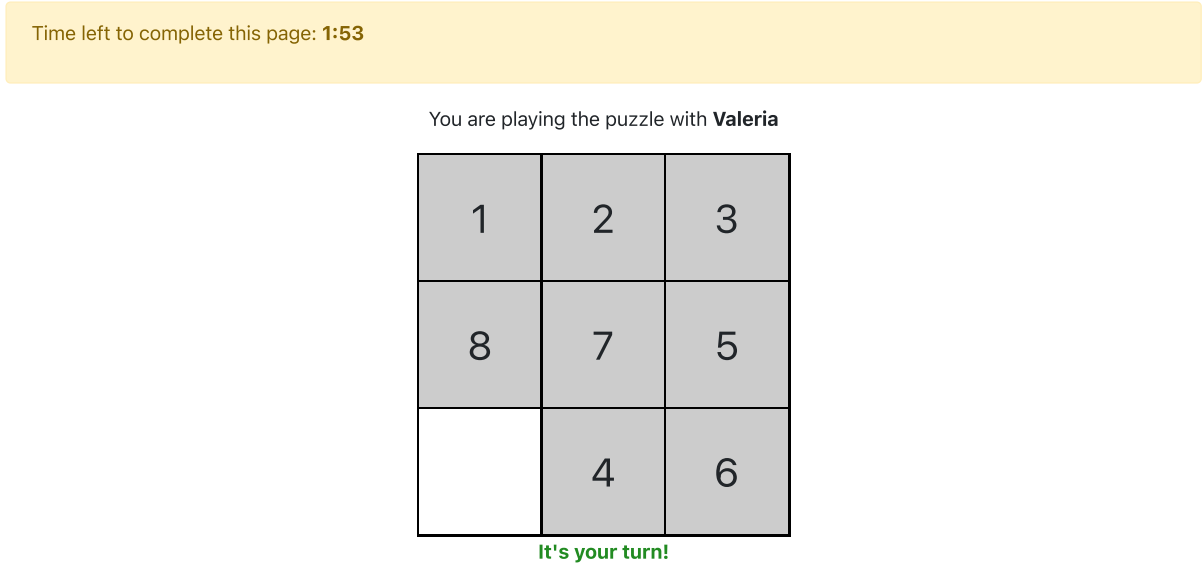 Time left to complete this page: 1:53
You are playing the puzzle with Valeria
1 2 3
8 7 5
4 6
It's your turn!